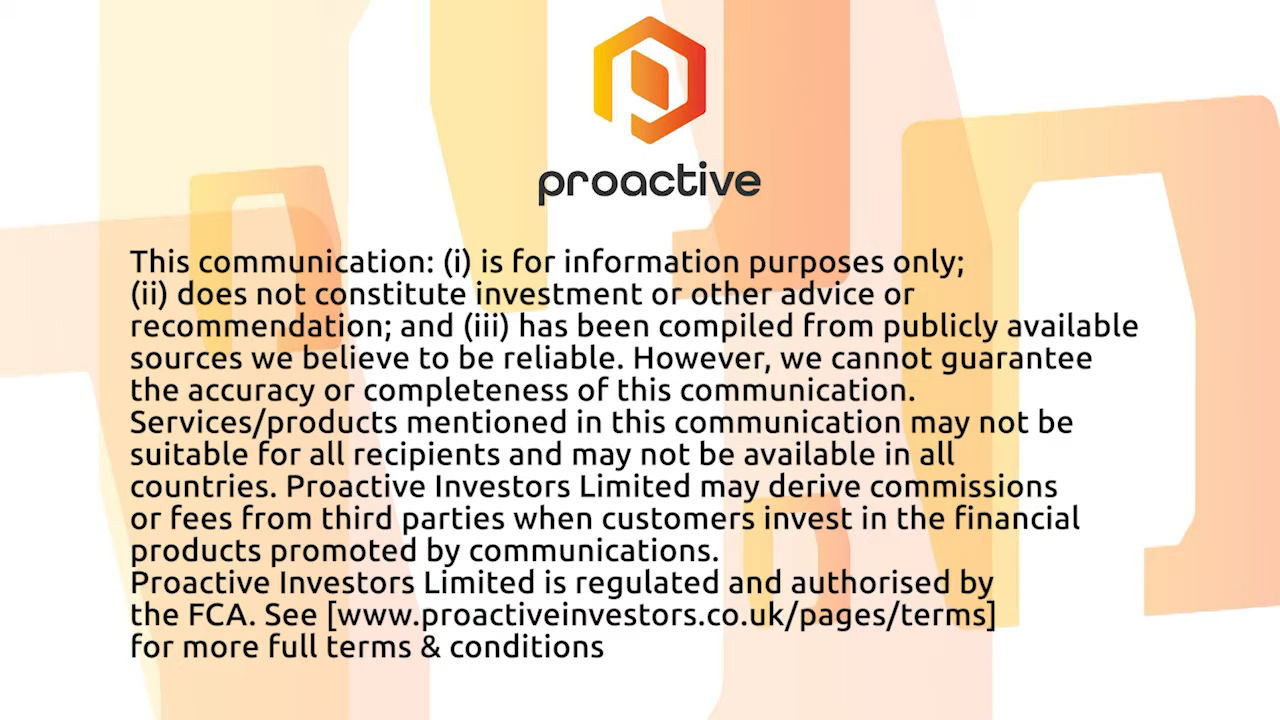 proactive
This communication: (i) is for information purposes only;
(ii) does not constitute investment or other advice or
recommendation; and (iii) has been compiled from publicly available
sources we believe to be reliable. However, we cannot guarantee
the accuracy or completeness of this communication.
Services/products mentioned in this communication may not be
suitable for all recipients and may not be available in all
countries. Proactive Investors Limited may derive commissions
or fees from third parties when customers invest in the financial
products promoted by communications.
Proactive Investors Limited is regulated and authorised by
the FCA. See [www.proactiveinvestors.co.uk/pages/terms]
for more full terms & conditions